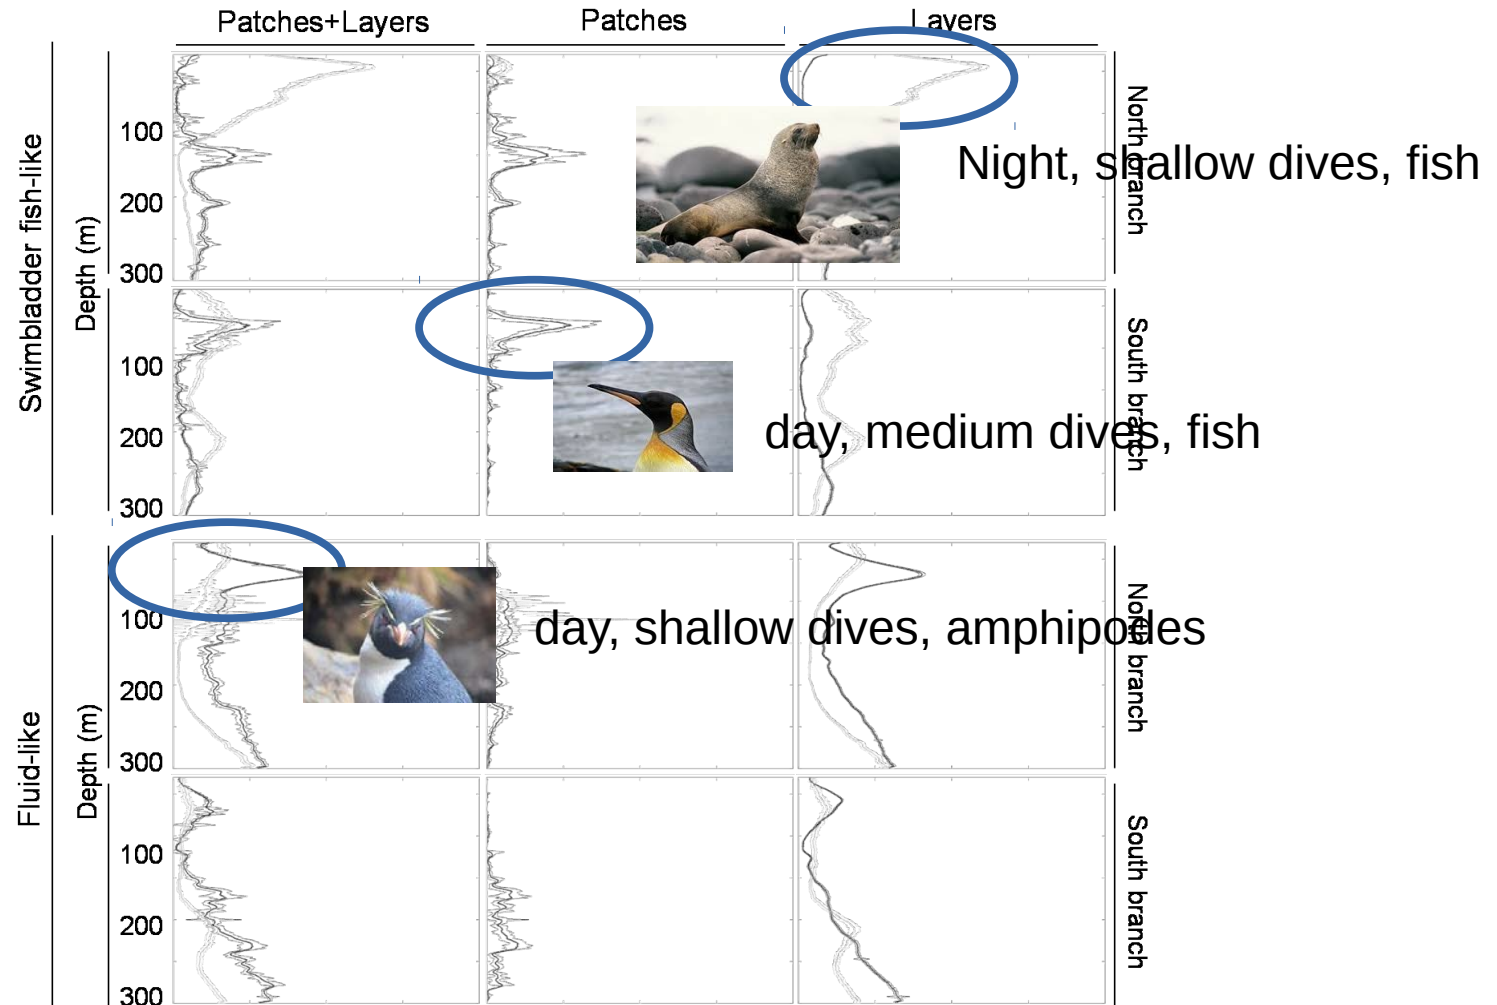 Patches+Layers
Patches
Layers
Swimbladder fish-like
Depth (m)
100
200
300
North branch
Night, shallow dives, fish
100
200
300
South branch
day, medium dives, fish
Fluid-like
Depth (m)
100
200
300
North branch
day, shallow dives, amphipodes
100
200
300
South branch